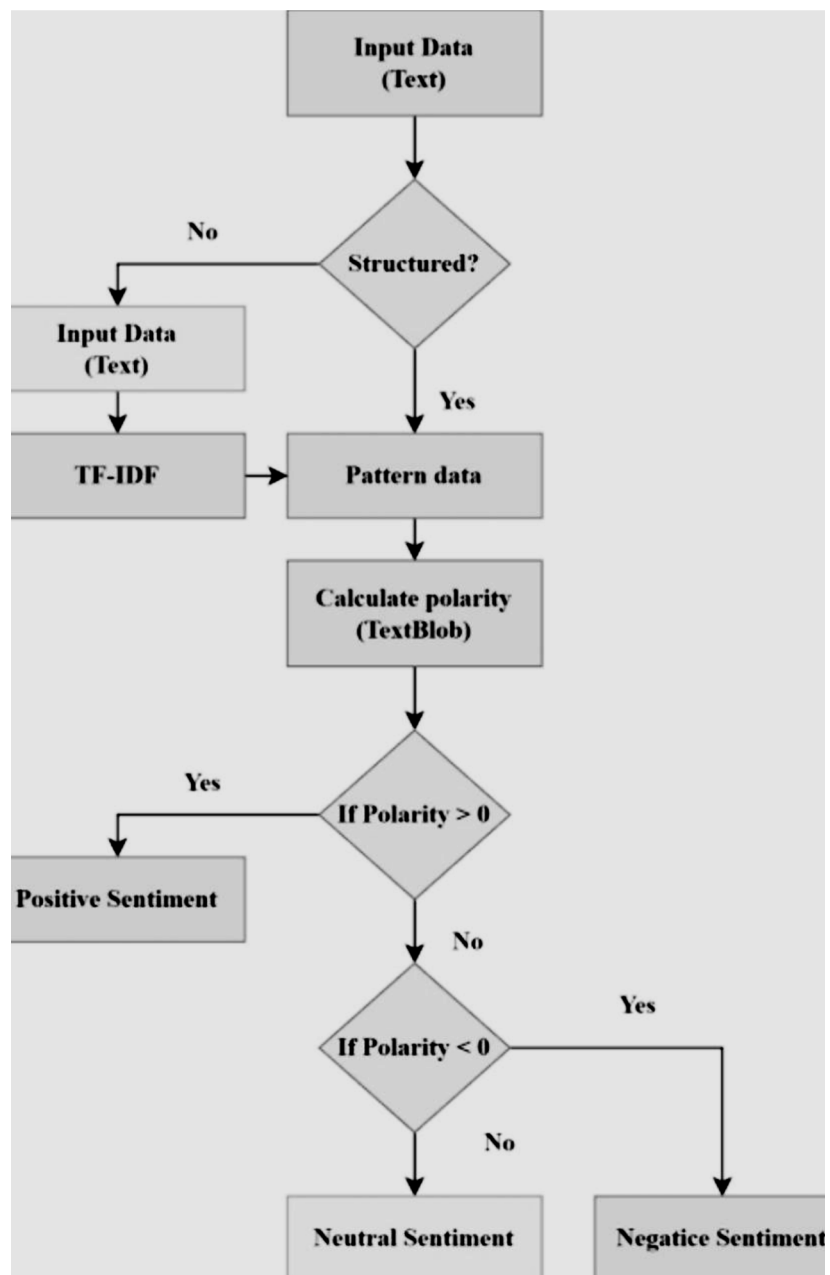 Input Data
(Text)
No
Structured?
Input Data
(Text)
Yes
TF-IDF
Pattern data
Calculate polarity
(TextBlob)
Yes
If Polarity > 0
Positive Sentiment
No
Yes
If Polarity < 0
No
Neutral Sentiment
Negatice Sentiment